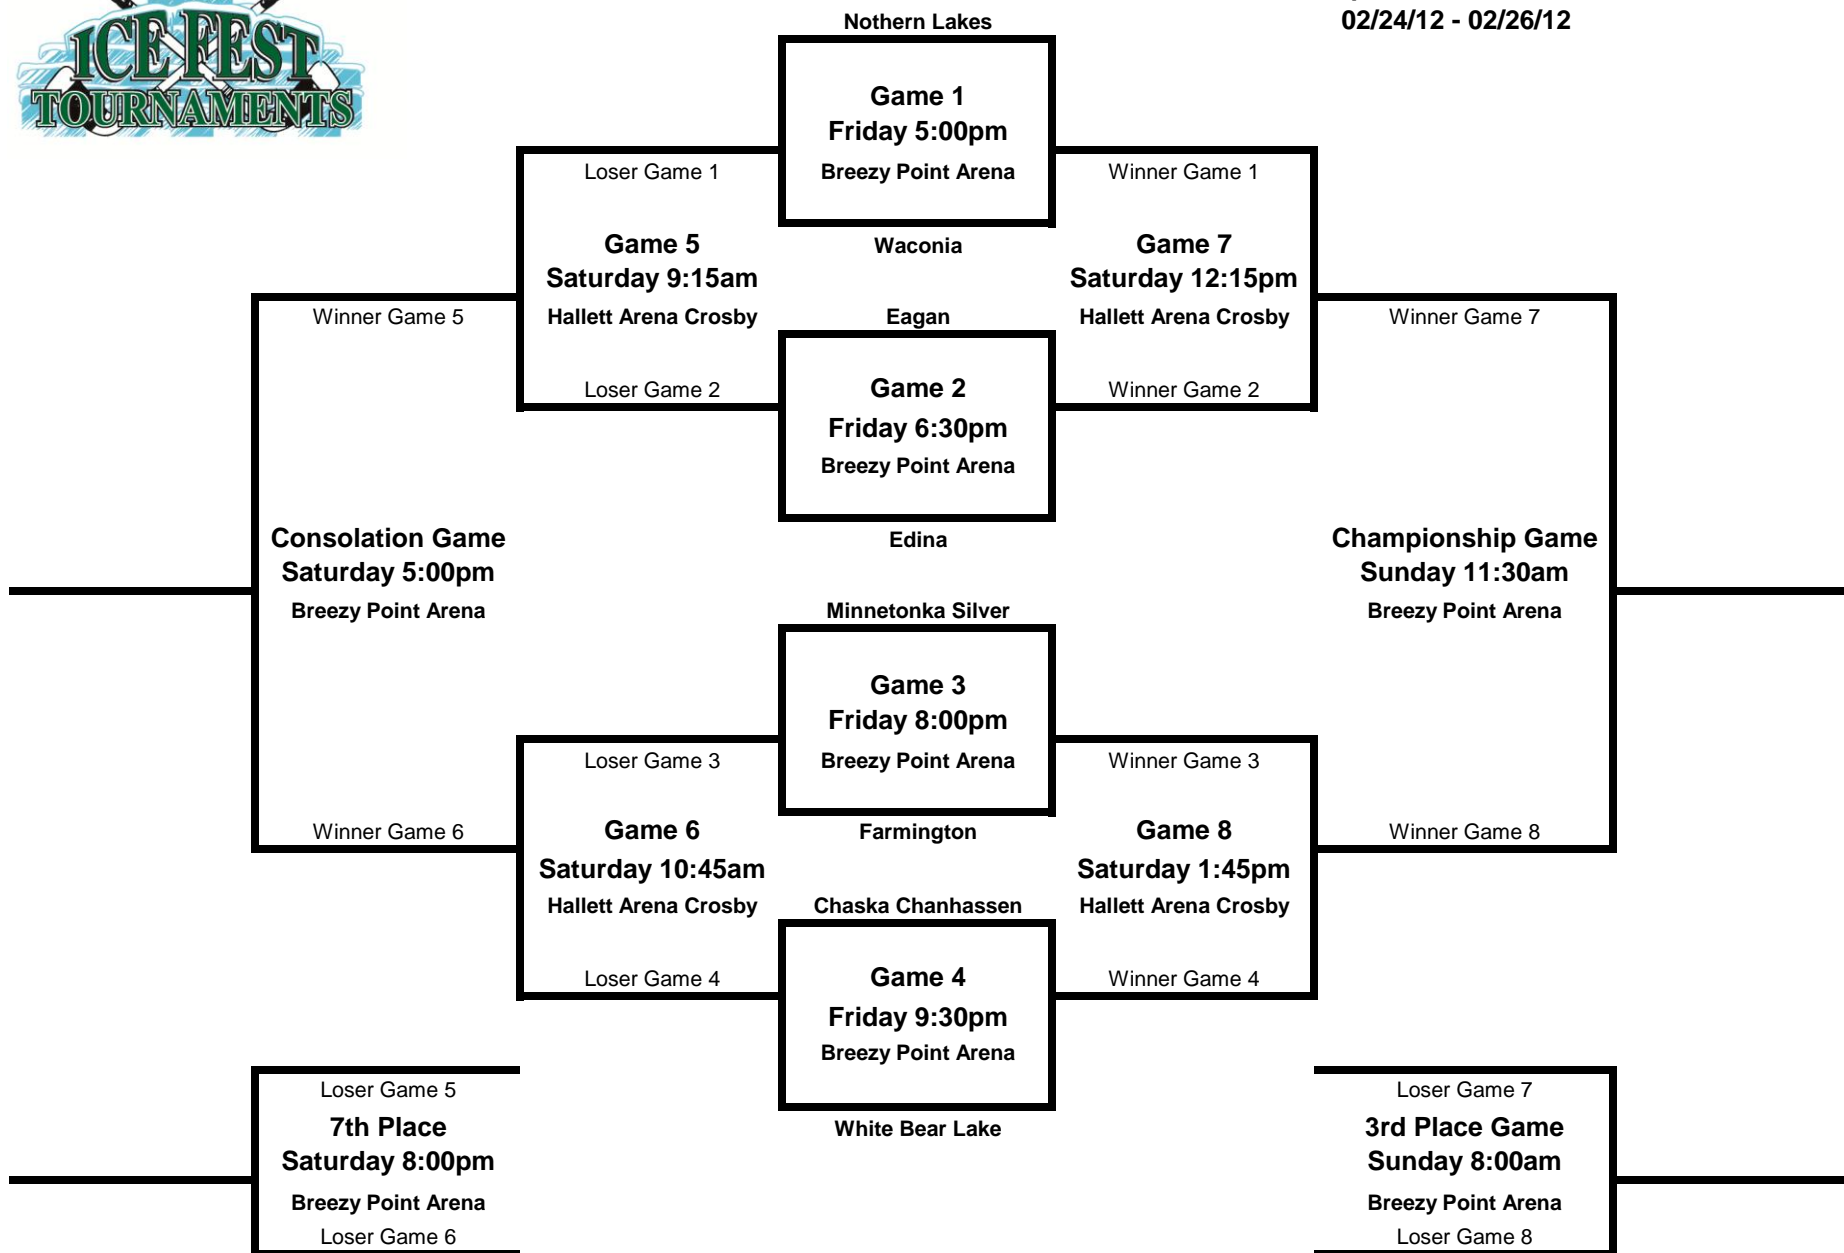 ICE FEST
TOURNAMENTS
02/24/12 - 02/26/12
Nothern Lakes
Game 1
Friday 5:00pm
Breezy Point Arena
Waconia
Loser Game 1
Game 5
Saturday 9:15am
Hallett Arena Crosby
Loser Game 2
Winner Game 1
Game 7
Saturday 12:15pm
Hallett Arena Crosby
Winner Game 2
Eagan
Game 2
Friday 6:30pm
Breezy Point Arena
Edina
Winner Game 5
Consolation Game
Saturday 5:00pm
Breezy Point Arena
Winner Game 6
Winner Game 7
Championship Game
Sunday 11:30am
Breezy Point Arena
Winner Game 8
Minnetonka Silver
Game 3
Friday 8:00pm
Breezy Point Arena
Farmington
Loser Game 3
Game 6
Saturday 10:45am
Hallett Arena Crosby
Loser Game 4
Winner Game 3
Game 8
Saturday 1:45pm
Hallett Arena Crosby
Winner Game 4
Chaska Chanhassen
Game 4
Friday 9:30pm
Breezy Point Arena
White Bear Lake
Loser Game 5
7th Place
Saturday 8:00pm
Breezy Point Arena
Loser Game 6
Loser Game 7
3rd Place Game
Sunday 8:00am
Breezy Point Arena
Loser Game 8